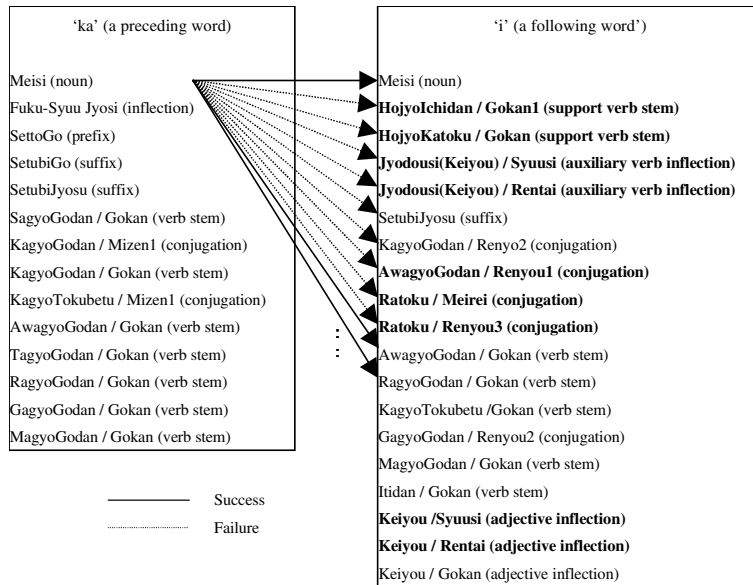 ‘ka’ (a preceding word)
Meisi (noun)
Fuku-Syuu Jyosi (inflection)
SettoGo (prefix)
SetubiGo (suffix)
SetubiJyosu (suffix)
SagyoGodan / Gokan (verb stem)
KagyoGodan / Mizen1 (conjugation)
KagyoGodan / Gokan (verb stem)
KagyoTokubetu / Mizen1 (conjugation)
AwagyoGodan / Gokan (verb stem)
TagyoGodan / Gokan (verb stem)
RagyoGodan / Gokan (verb stem)
GagyoGodan / Gokan (verb stem)
MagyoGodan / Gokan (verb stem)
Success
Failure
‘i’ (a following word’)
Meisi (noun)
HojyoIchidan / Gokan1 (support verb stem)
HojyoKatoku / Gokan (support verb stem)
Jyodousi(Keiyou) / Syuusi (auxiliary verb inflection)
Jyodousi(Keiyou) / Rentai (auxiliary verb inflection)
SetubiJyosu (suffix)
KagyoGodan / Renyo2 (conjugation)
AwagyoGodan / Renyou1 (conjugation)
Ratoku / Meirei (conjugation)
Ratoku / Renyou3 (conjugation)
AwagyoGodan / Gokan (verb stem)
RagyoGodan / Gokan (verb stem)
KagyoTokubetu /Gokan (verb stem)
GagyoGodan / Renyou2 (conjugation)
MagyoGodan / Gokan (verb stem)
Itidan / Gokan (verb stem)
Keiyou /Syuusi (adjective inflection)
Keiyou / Rentai (adjective inflection)
Keiyou / Gokan (adjective inflection)